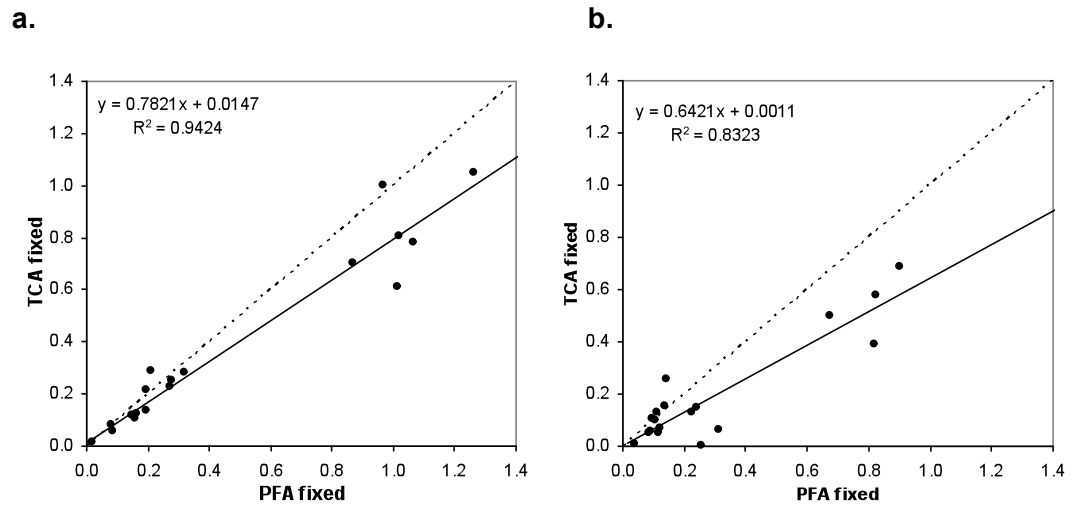 a.
1.4
1.2
1.0
0.8
0.6
0.4
0.2
0.0
TCA fixed
y = 0.7821x + 0.0147
R² = 0.9424
0.0 0.2 0.4 0.6 0.8 1.0 1.2 1.4
PFA fixed
b.
1.4
1.2
1.0
0.8
0.6
0.4
0.2
0.0
TCA fixed
y = 0.6421x + 0.0011
R² = 0.8323
0.0 0.2 0.4 0.6 0.8 1.0 1.2 1.4
PFA fixed